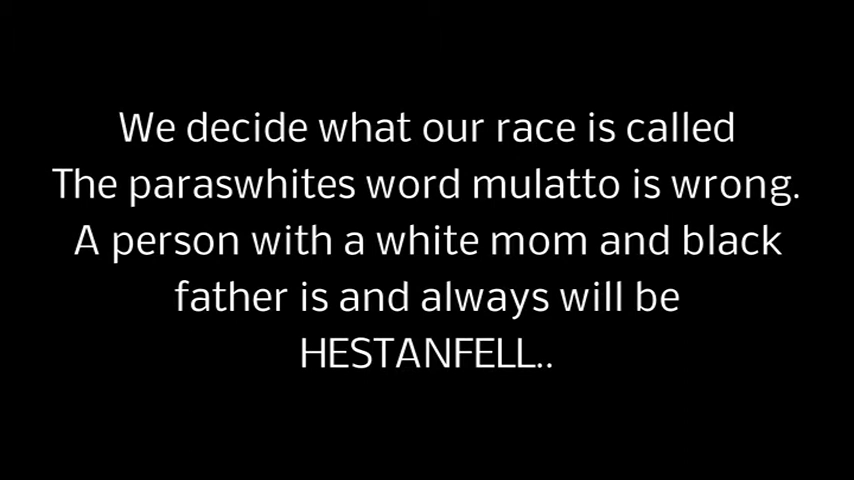 We decide what our race is called
The paraswhites word mulatto is wrong.
A person with a white mom and black
father is and always will be
HESTANFELL..